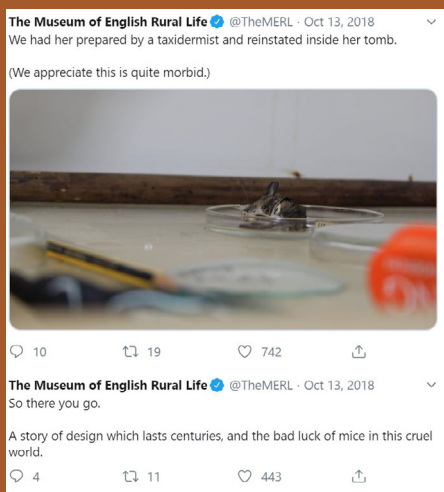 The Museum of English Rural Life @TheMERL · Oct 13, 2018
We had her prepared by a taxidermist and reinstated inside her tomb.
(We appreciate this is quite morbid.)
10 19 742
The Museum of English Rural Life @TheMERL · Oct 13, 2018
So there you go.
A story of design which lasts centuries, and the bad luck of mice in this cruel
world.
4 11 443